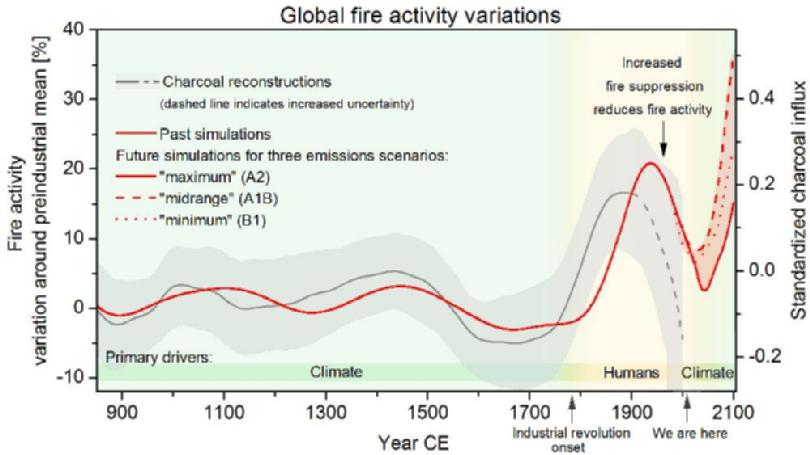 Global fire activity variations
Fire activity
variation around preindustrial mean [%]
40
30
20
10
0
-10
Charcoal reconstructions
(dashed line indicates increased uncertainty)
Past simulations
Future simulations for three emissions scenarios:
"maximum" (A2)
"midrange" (A1B)
"minimum" (B1)
Increased
fire suppression
reduces fire activity
0.4
0.2
0.0
-0.2
Standardized charcoal influx
Primary drivers:
Climate Humans Climate
900 1100 1300 1500 1700 1900 2100
Year CE
Industrial revolution
onset
We are here